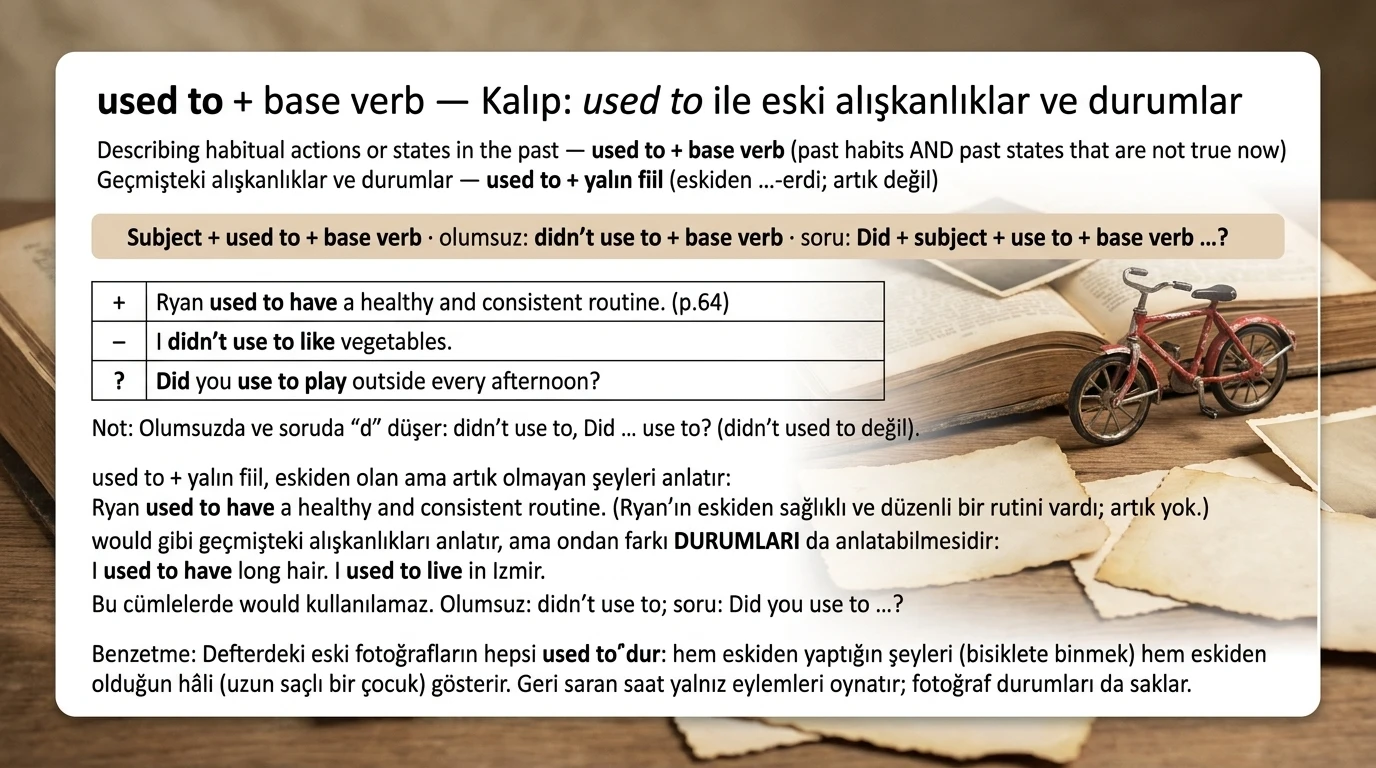 used to + base verb — Kalıp: used to ile eski alışkanlıklar ve durumlar
Describing habitual actions or states in the past — used to + base verb (past habits AND past states that are not true now)
Geçmişteki alışkanlıklar ve durumlar — used to + yalın fiil (eskiden ...-erdi; artık değil)
Subject + used to + base verb · olumsuz: didn’t use to + base verb · soru: Did + subject + use to + base verb ...?
+ Ryan used to have a healthy and consistent routine. (p.64)
– I didn’t use to like vegetables.
? Did you use to play outside every afternoon?
Not: Olumsuzda ve soruda “d” düşer: didn’t use to, Did ... use to? (didn’t used to değil).
used to + yalın fiil, eskiden olan ama artık olmayan şeyleri anlatır:
Ryan used to have a healthy and consistent routine. (Ryan’ın eskiden sağlıklı ve düzenli bir rutini vardı; artık yok.)
would gibi geçmişteki alışkanlıkları anlatır, ama ondan farkı DURUMLARI da anlatabilmesidir:
I used to have long hair. I used to live in Izmir.
Bu cümlelerde would kullanılamaz. Olumsuz: didn’t use to; soru: Did you use to ...?
Benzetme: Defterdeki eski fotoğrafların hepsi used to’dur: hem eskiden yaptığın şeyleri (bisiklete binmek) hem eskiden
olduğun hâli (uzun saçlı bir çocuk) gösterir. Geri saran saat yalnız eylemleri oynatır; fotoğraf durumları da saklar.